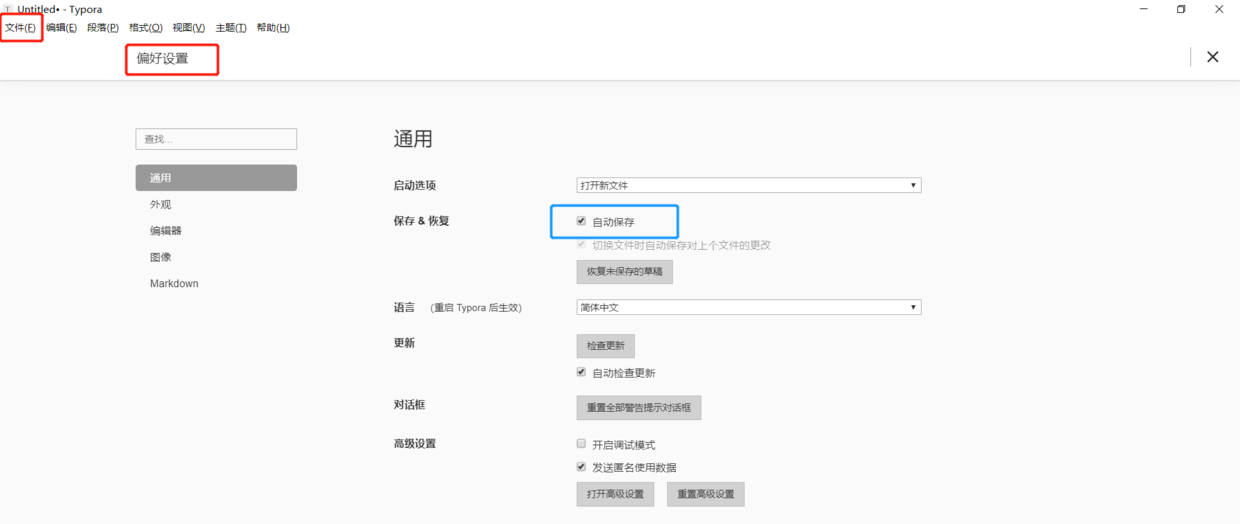 T Untitled• - Typora
文件(F) 编辑(E) 段落(P) 格式(O) 视图(V) 主题(T) 帮助(H)
偏好设置
查找...
通用
外观
编辑器
图像
Markdown
通用
启动选项 打开新文件
保存 & 恢复 自动保存
切换文件时自动保存对上个文件的更改
恢复未保存的草稿
语言 (重启 Typora 后生效) 简体中文
更新 检查更新
自动检查更新
对话框 重置全部警告提示对话框
高级设置 开启调试模式
发送匿名使用数据
打开高级设置 重置高级设置